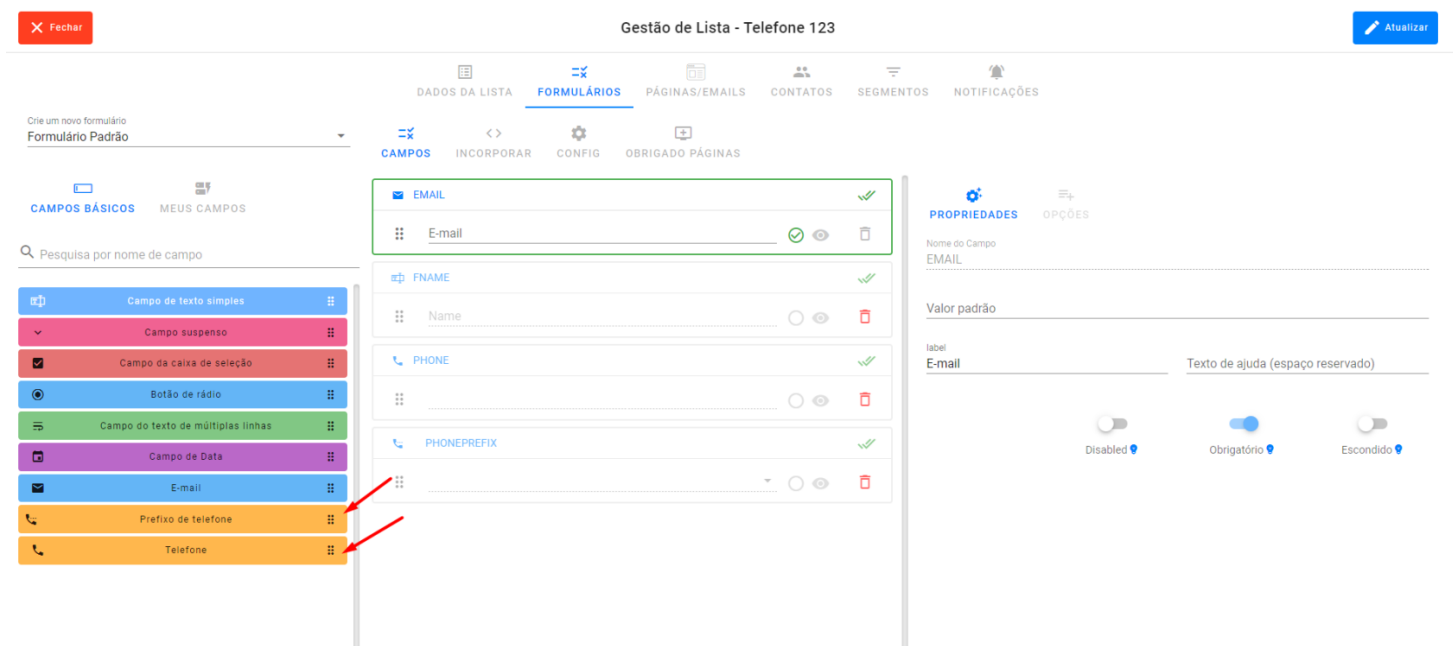 Fechar
Gestão de Lista - Telefone 123
Atualizar
DADOS DA LISTA
FORMULÁRIOS
PÁGINAS/EMAILS
CONTATOS
SEGMENTOS
NOTIFICAÇÕES
Crie um novo formulário
Formulário Padrão
CAMPOS
INCORPORAR
CONFIG
OBRIGADO PÁGINAS
CAMPOS BÁSICOS
MEUS CAMPOS
Pesquisa por nome de campo
Campo de texto simples
Campo suspenso
Campo da caixa de seleção
Botão de rádio
Campo do texto de múltiplas linhas
Campo de Data
E-mail
Prefixo de telefone
Telefone
EMAIL
E-mail
FNAME
Name
PHONE
PHONEPREFIX
PROPRIEDADES
OPÇÕES
Nome do Campo
EMAIL
Valor padrão
label
E-mail
Texto de ajuda (espaço reservado)
Disabled
Obrigatório
Escondido